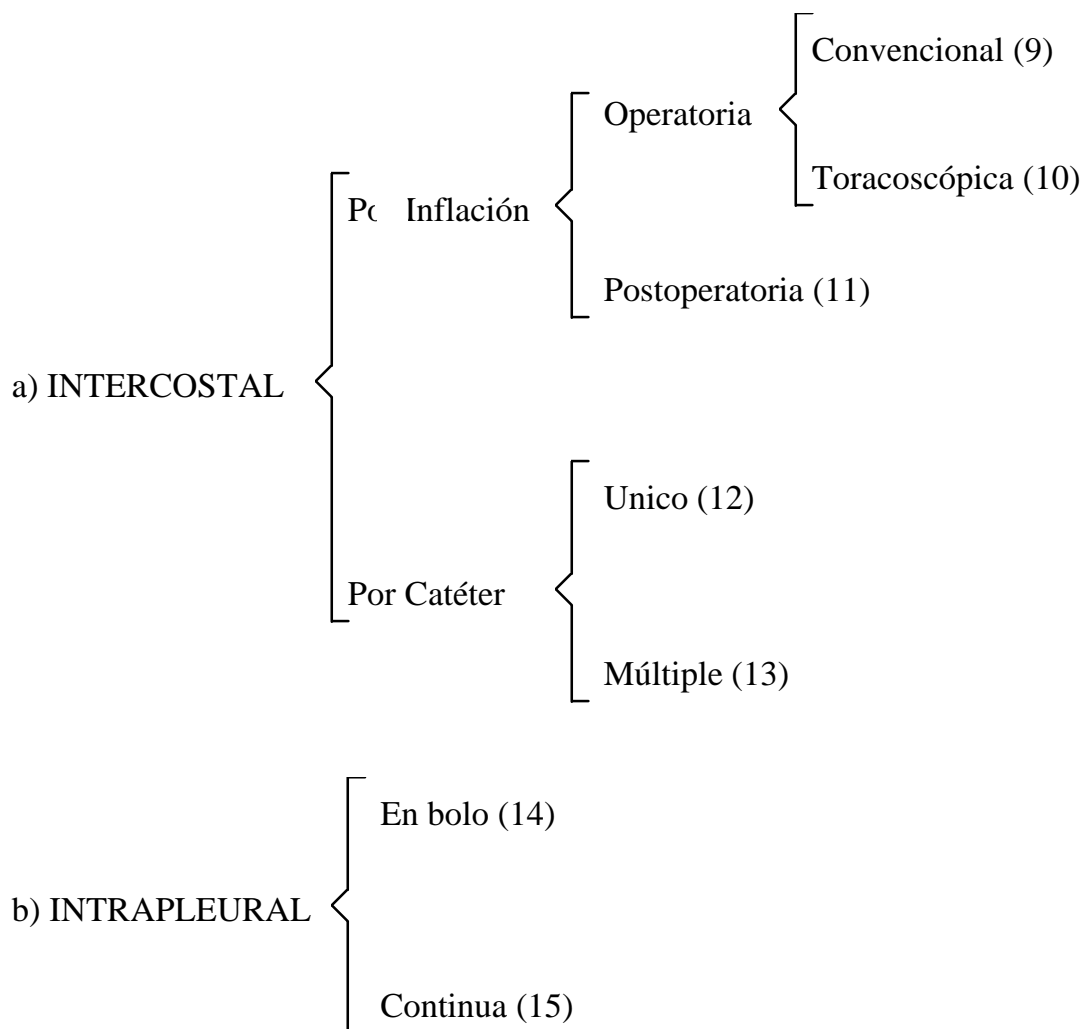 Convencional (9)
Operatoria
Toracoscópica (10)
Inflación
Postoperatoria (11)
a) INTERCOSTAL
Unico (12)
Por Catéter
Múltiple (13)
En bolo (14)
b) INTRAPLEURAL
Continua (15)